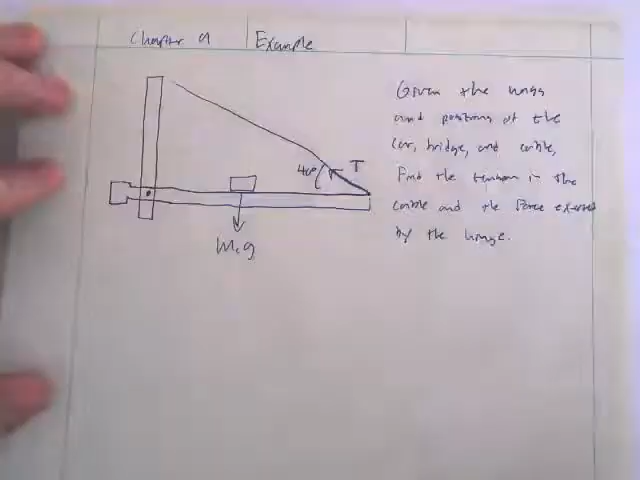 Chapter 9
Example
Given the mass
and positions of the
car, bridge, and cable,
find the tension in the
cable and the force exerted
by the hinge.
40°
T
Mcg